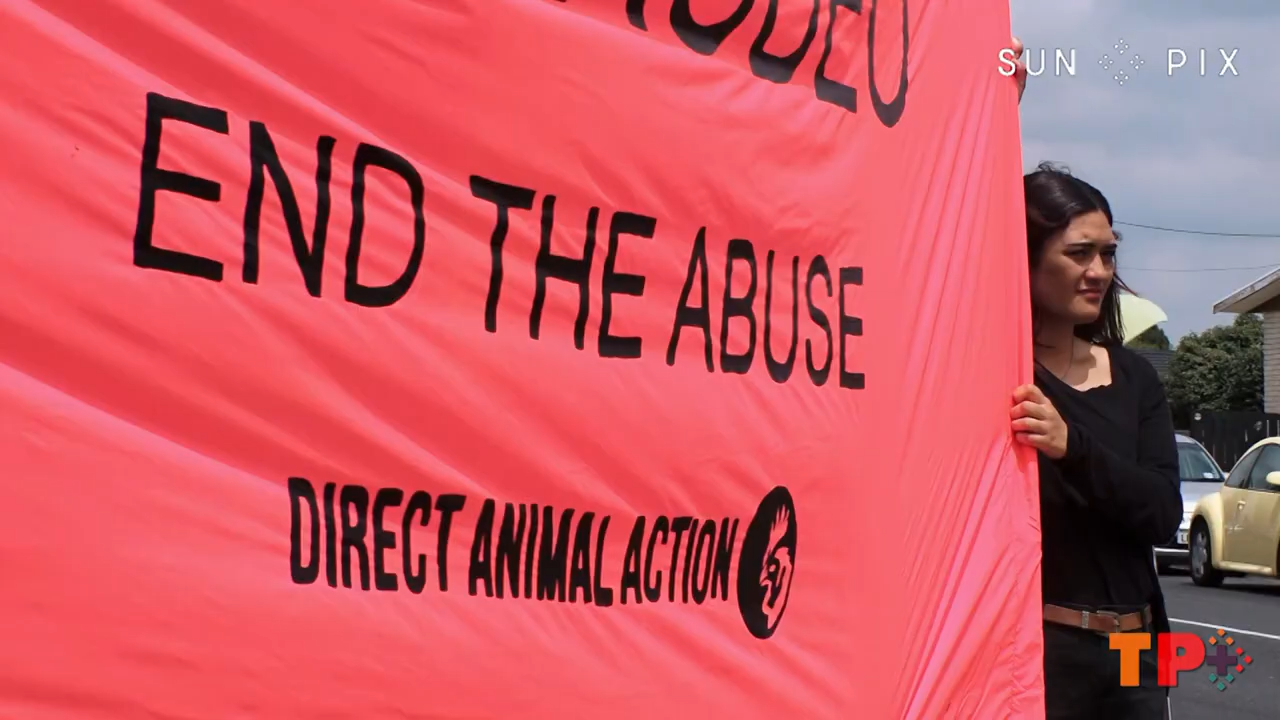 SUN PIX
END THE ABUSE
DIRECT ANIMAL ACTION
TP+